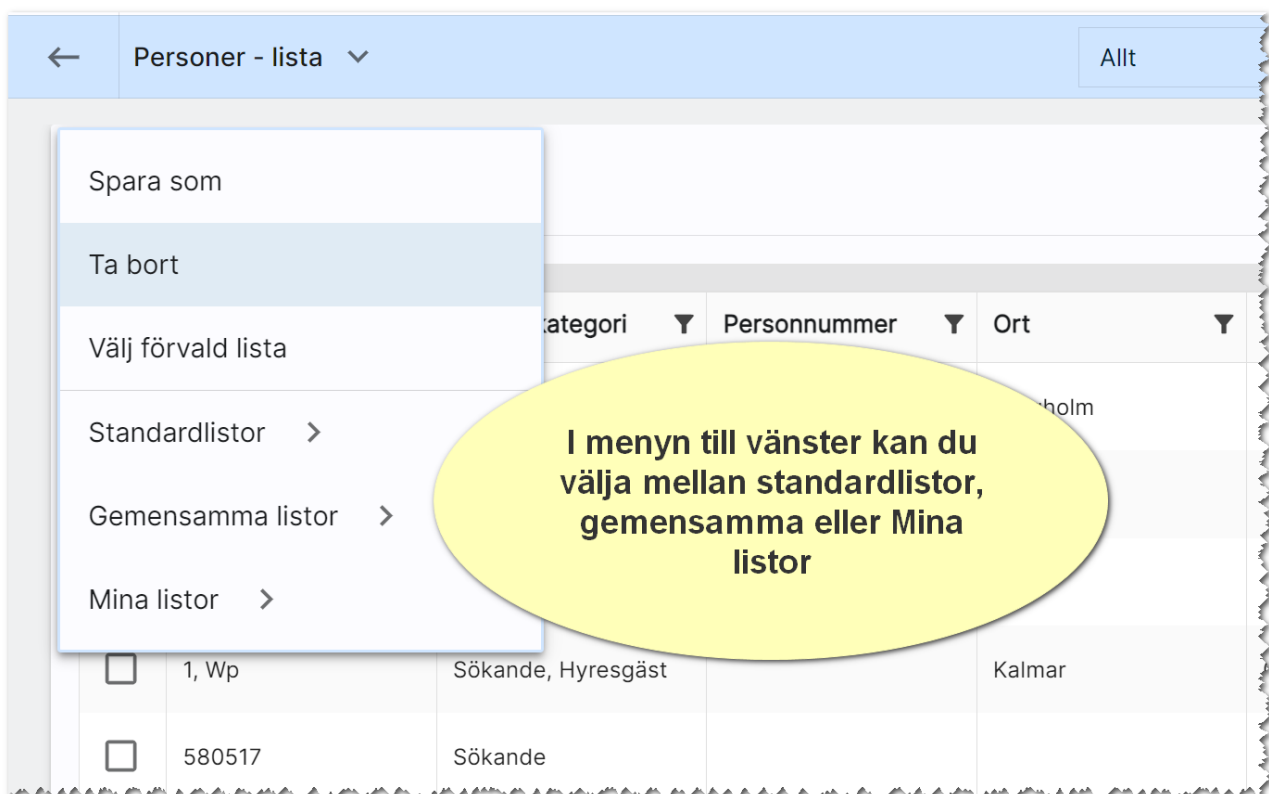 Personer - lista
Allt
Spara som
Ta bort
Välj förvald lista
Standardlistor
Gemensamma listor
Mina listor
Personnummer
Ort
I menyn till vänster kan du
välja mellan standardlistor,
gemensamma eller Mina
listor
1, Wp
Sökande, Hyresgäst
Kalmar
580517
Sökande